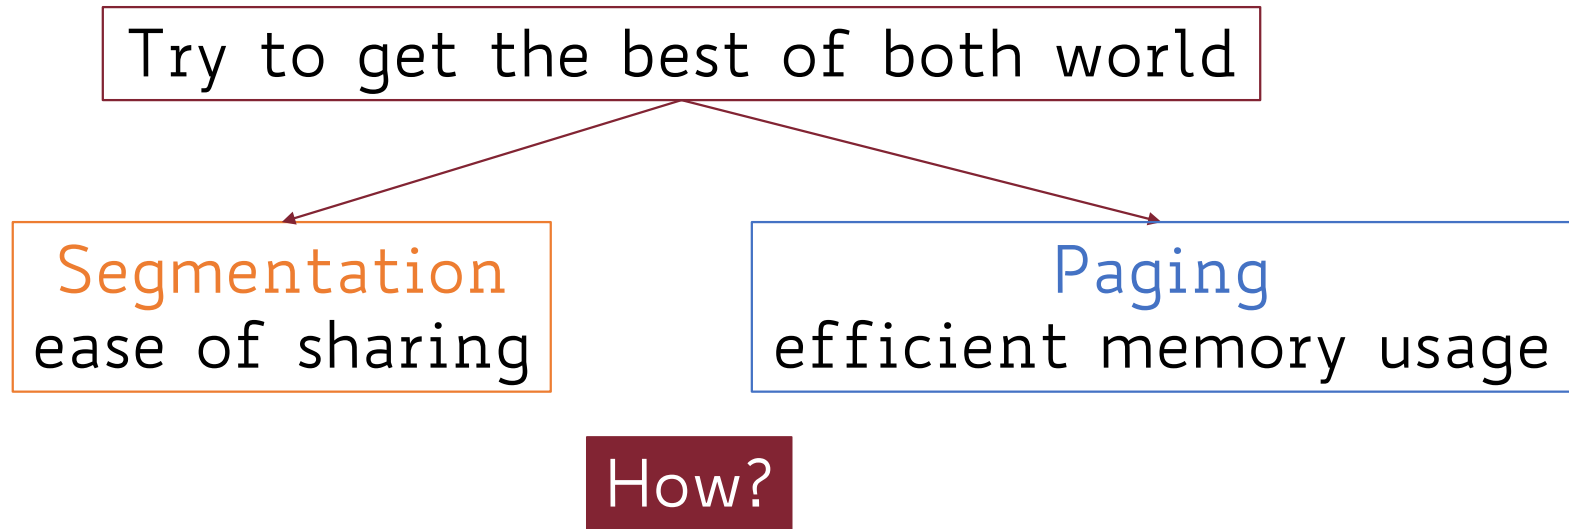 Try to get the best of both world
Segmentation
ease of sharing
Paging
efficient memory usage
How?